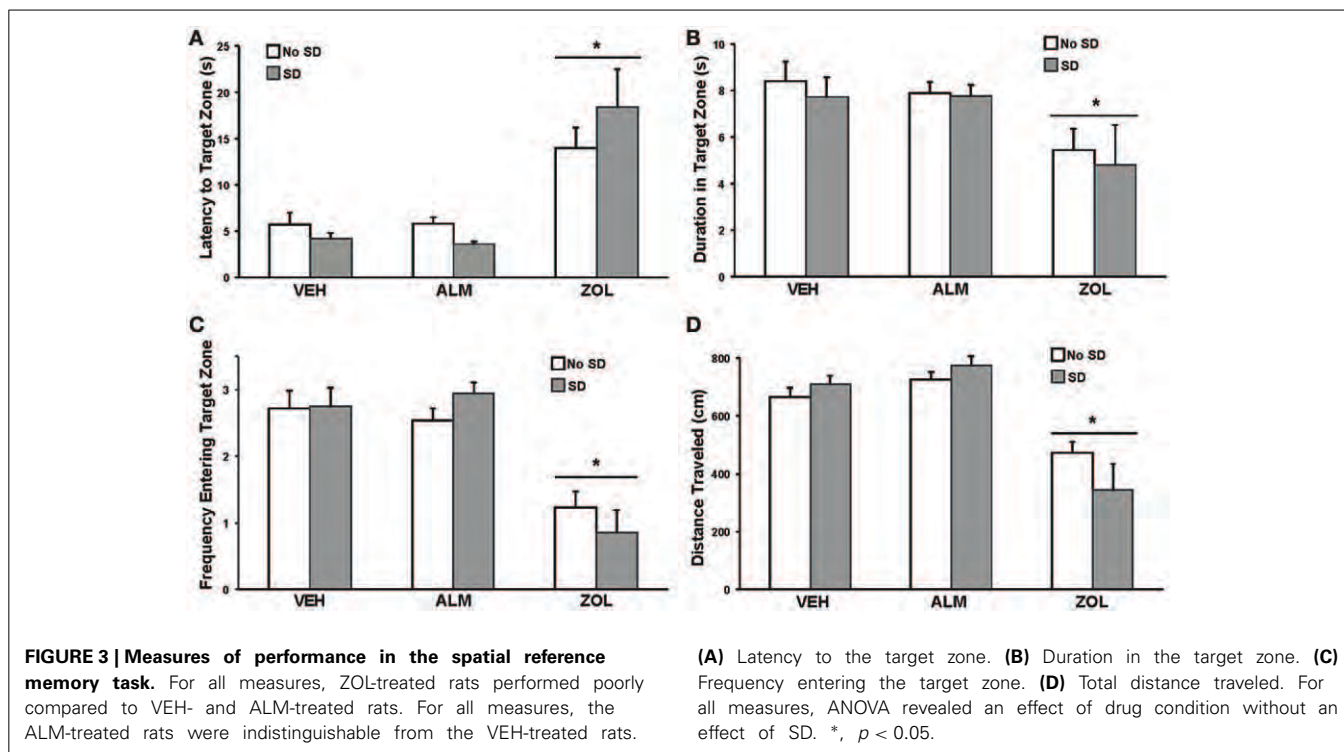 A
No SD
SD
Latency to Target Zone (s)
25
20
15
10
5
0
*
VEH
ALM
ZOL
B
No SD
SD
Duration in Target Zone (s)
10
8
6
4
2
0
*
VEH
ALM
ZOL
C
No SD
SD
Frequency Entering Target Zone
3
2
1
0
*
VEH
ALM
ZOL
D
No SD
SD
Distance Traveled (cm)
800
600
400
200
0
*
VEH
ALM
ZOL
FIGURE 3 | Measures of performance in the spatial reference
memory task. For all measures, ZOL-treated rats performed poorly
compared to VEH- and ALM-treated rats. For all measures, the
ALM-treated rats were indistinguishable from the VEH-treated rats.
(A) Latency to the target zone. (B) Duration in the target zone. (C)
Frequency entering the target zone. (D) Total distance traveled. For
all measures, ANOVA revealed an effect of drug condition without an
effect of SD. *, p < 0.05.